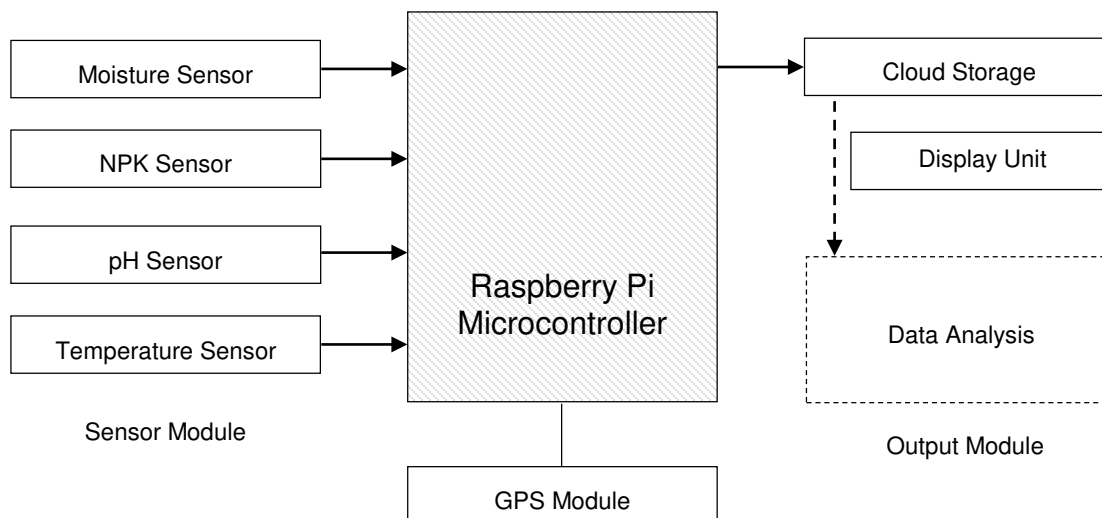 Moisture Sensor
NPK Sensor
pH Sensor
Temperature Sensor
Sensor Module
Raspberry Pi
Microcontroller
GPS Module
Cloud Storage
Display Unit
Data Analysis
Output Module